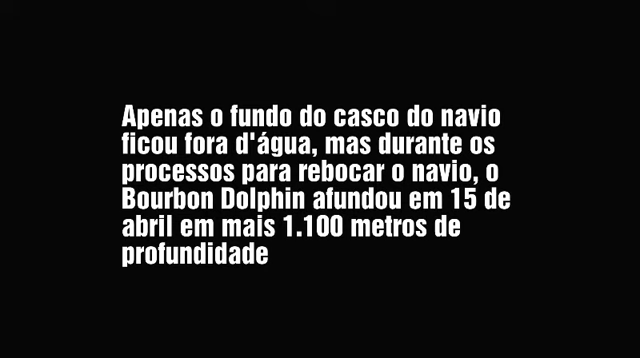 Apenas o fundo do casco do navio
ficou fora d'água, mas durante os
processos para rebocar o navio, o
Bourbon Dolphin afundou em 15 de
abril em mais 1.100 metros de
profundidade